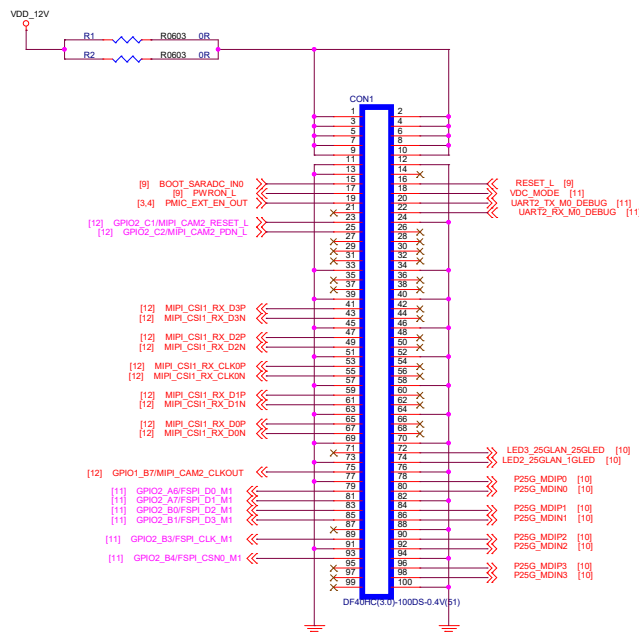 VDD_12V
R1 R0603 0R
R2 R0603 0R
CON1
1 2
3 4
5 6
7 8
9 10
11 12
13 14
[9] BOOT_SARADC_IN0 15 16 RESET_L [9]
[9] PWRON_L 17 18 VDC_MODE [11]
[3,4] PMIC_EXT_EN_OUT 19 20 UART2_TX_M0_DEBUG [11]
21 22 UART2_RX_M0_DEBUG [11]
[12] GPIO2_C1/MIPI_CAM2_RESET_L 23 24
[12] GPIO2_C2/MIPI_CAM2_PDN_L 25 26
27 28
29 30
31 32
33 34
35 36
37 38
39 40
[12] MIPI_CSI1_RX_D3P 41 42
[12] MIPI_CSI1_RX_D3N 43 44
45 46
[12] MIPI_CSI1_RX_D2P 47 48
[12] MIPI_CSI1_RX_D2N 49 50
51 52
[12] MIPI_CSI1_RX_CLK0P 53 54
[12] MIPI_CSI1_RX_CLK0N 55 56
57 58
[12] MIPI_CSI1_RX_D1P 59 60
[12] MIPI_CSI1_RX_D1N 61 62
63 64
[12] MIPI_CSI1_RX_D0P 65 66
[12] MIPI_CSI1_RX_D0N 67 68
69 70
71 72 LED3_25GLAN_25GLED [10]
73 74 LED2_25GLAN_1GLED [10]
[12] GPIO1_B7/MIPI_CAM2_CLKOUT 75 76
77 78 P25G_MDIP0 [10]
[11] GPIO2_A6/FSPI_D0_M1 79 80 P25G_MDIN0 [10]
[11] GPIO2_A7/FSPI_D1_M1 81 82
[11] GPIO2_B0/FSPI_D2_M1 83 84 P25G_MDIP1 [10]
[11] GPIO2_B1/FSPI_D3_M1 85 86 P25G_MDIN1 [10]
87 88
[11] GPIO2_B3/FSPI_CLK_M1 89 90 P25G_MDIP2 [10]
91 92 P25G_MDIN2 [10]
[11] GPIO2_B4/FSPI_CSN0_M1 93 94
95 96 P25G_MDIP3 [10]
97 98 P25G_MDIN3 [10]
99 100
DF40HC(3.0)-100DS-0.4V(51)